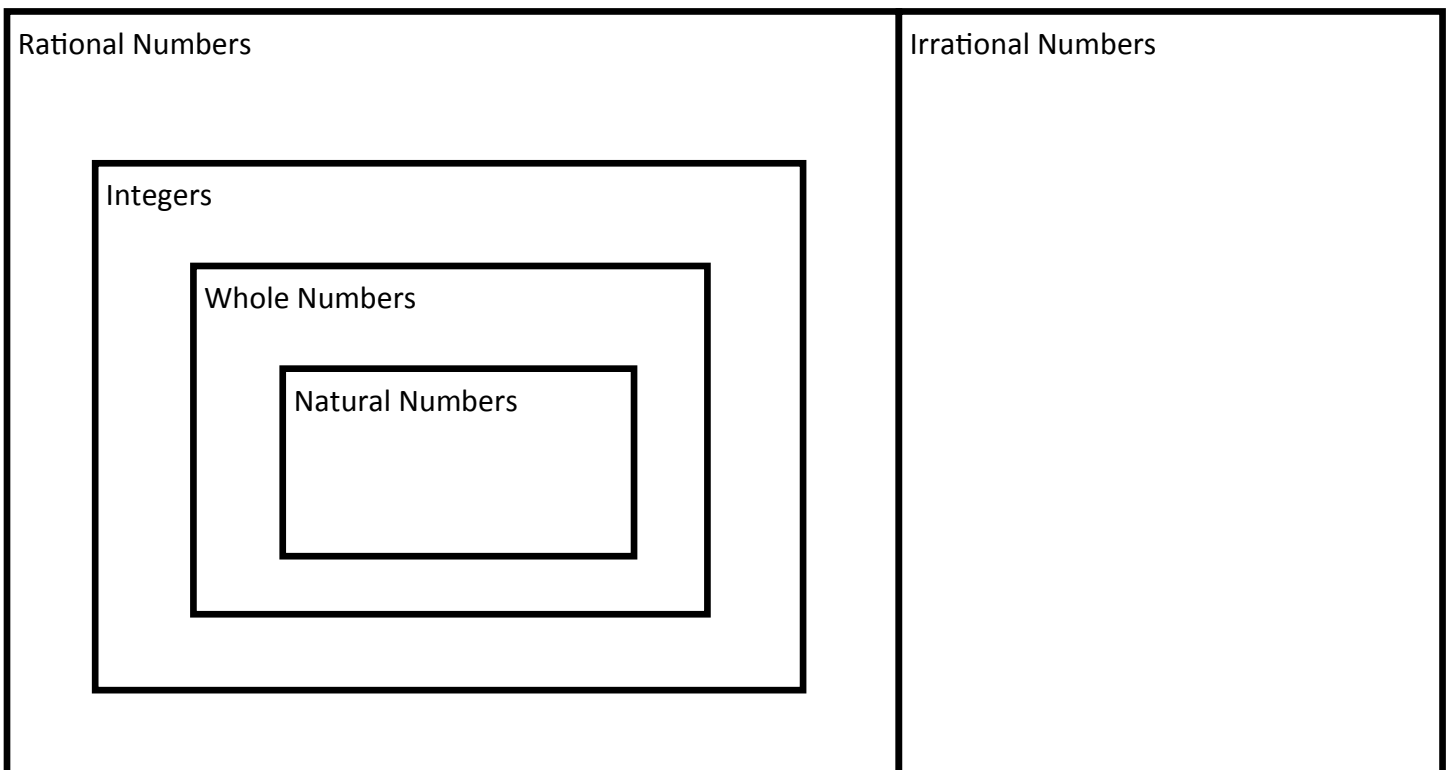 Rational Numbers
Irrational Numbers
Integers
Whole Numbers
Natural Numbers